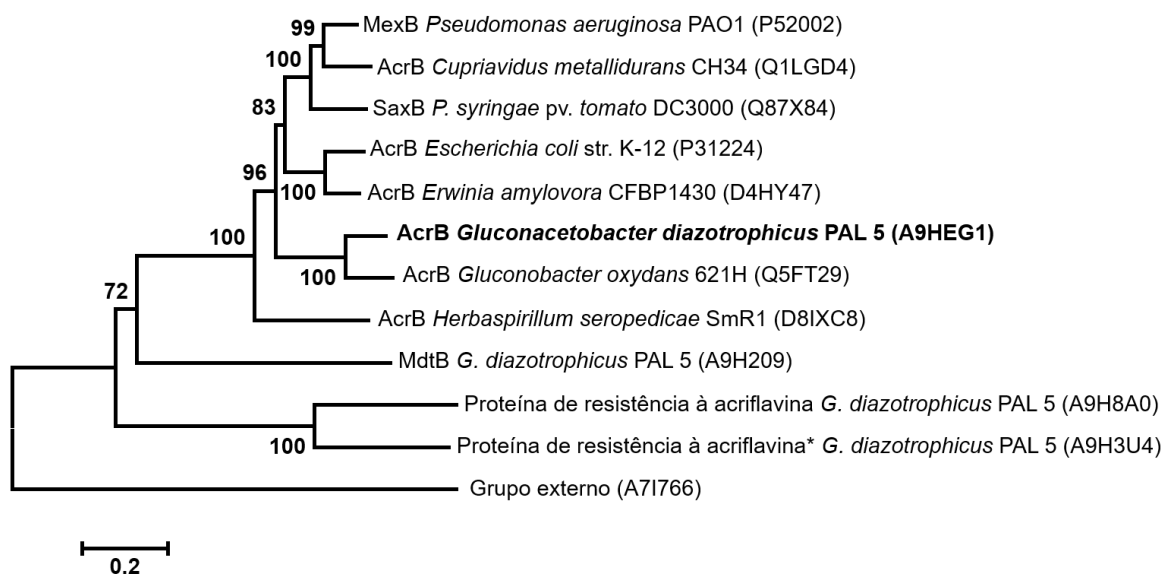 99
MexB Pseudomonas aeruginosa PAO1 (P52002)
100
AcrB Cupriavidus metallidurans CH34 (Q1LGD4)
83
SaxB P. syringae pv. tomato DC3000 (Q87X84)
AcrB Escherichia coli str. K-12 (P31224)
96
100
AcrB Erwinia amylovora CFBP1430 (D4HY47)
100
AcrB Gluconacetobacter diazotrophicus PAL 5 (A9HEG1)
100
AcrB Gluconobacter oxydans 621H (Q5FT29)
72
AcrB Herbaspirillum seropedicae SmR1 (D8IXC8)
MdtB G. diazotrophicus PAL 5 (A9H209)
Proteína de resistência à acriflavina G. diazotrophicus PAL 5 (A9H8A0)
100
Proteína de resistência à acriflavina* G. diazotrophicus PAL 5 (A9H3U4)
Grupo externo (A7I766)
0.2